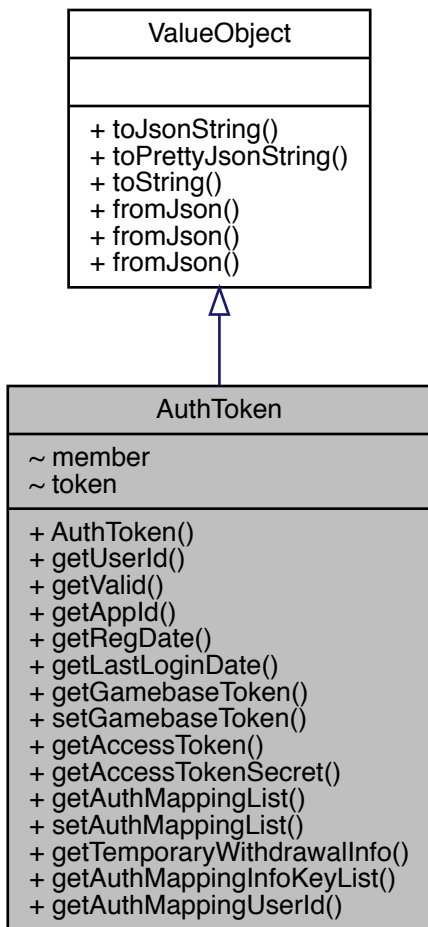 ValueObject
+ toJsonString()
+ toPrettyJsonString()
+ toString()
+ fromJson()
+ fromJson()
+ fromJson()
AuthToken
~ member
~ token
+ AuthToken()
+ getUserId()
+ getValid()
+ getAppId()
+ getRegDate()
+ getLastLoginDate()
+ getGamebaseToken()
+ setGamebaseToken()
+ getAccessToken()
+ getAccessTokenSecret()
+ getAuthMappingList()
+ setAuthMappingList()
+ getTemporaryWithdrawalInfo()
+ getAuthMappingInfoKeyList()
+ getAuthMappingUserId()